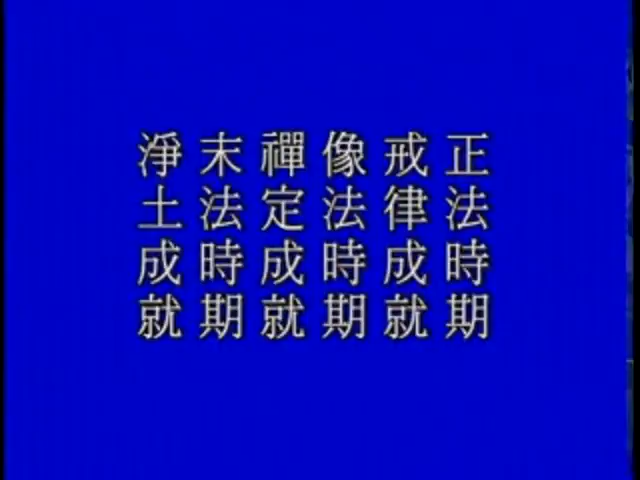 正法時期
戒律成就
像法時期
禪定成就
末法時期
淨土成就